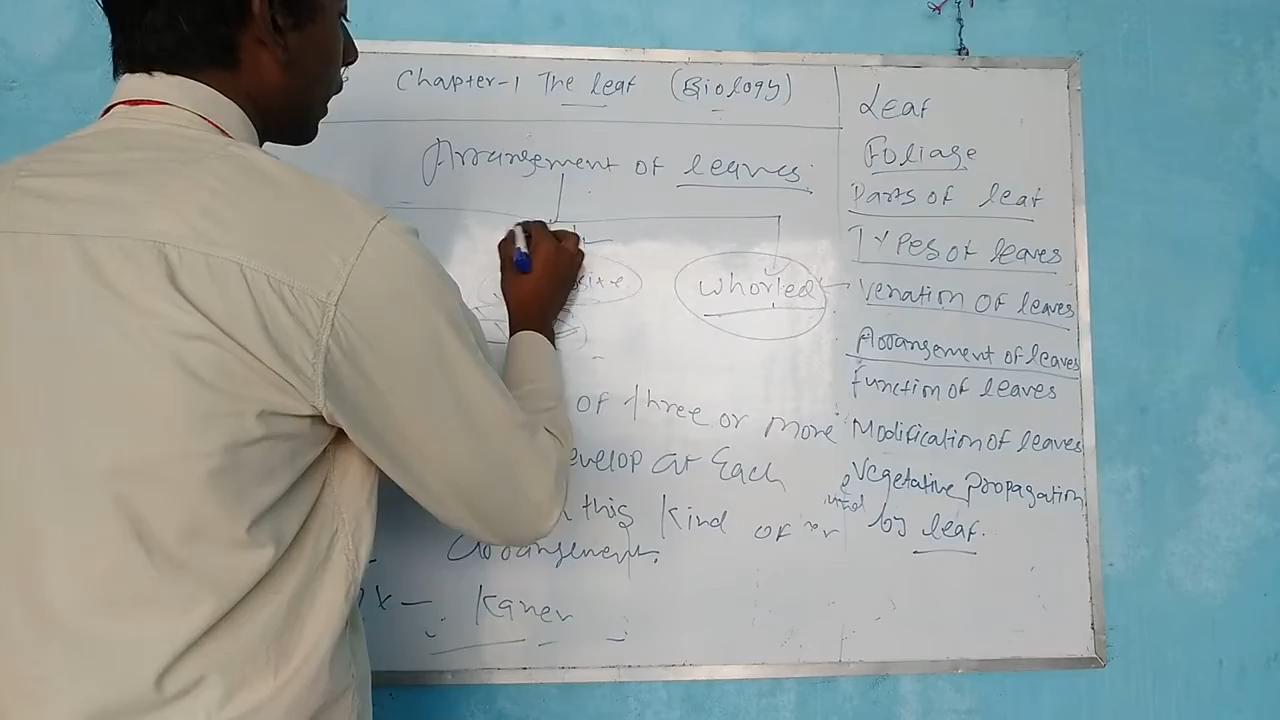 Chapter-1 The leaf (Biology)
Arrangement of leaves
whorled
of three or more
evelop at Each
this kind of
arrangement.
x - Kaner
Leaf
Foliage
Parts of leaf
Types of leaves
Venation of leaves
Arrangement of leaves
Function of leaves
Modification of leaves
Vegetative propagation
by leaf.